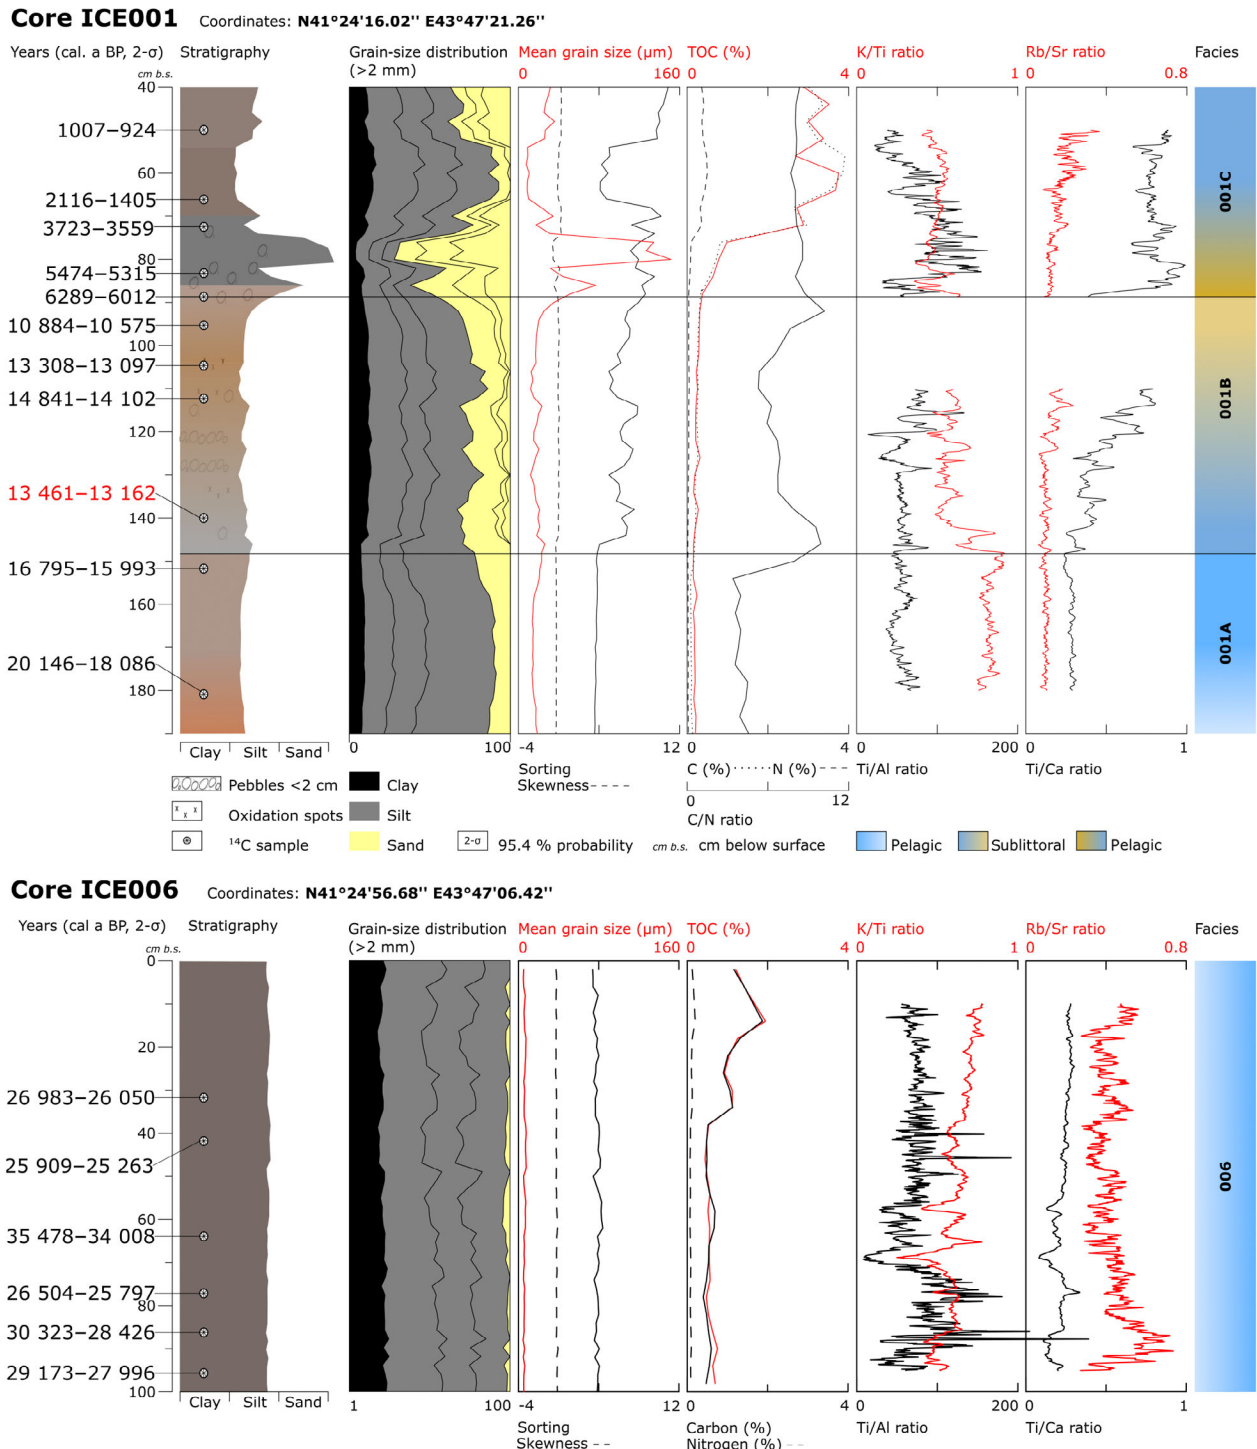 Core ICE001 Coordinates: N41°24'16.02'' E43°47'21.26''
Years (cal. a BP, 2-σ) Stratigraphy Grain-size distribution (>2 mm) Mean grain size (µm) TOC (%) K/Ti ratio Rb/Sr ratio Facies
cm b.s. 0 160 0 4 0 1 0 0.8
40
1007–924
60
2116–1405
3723–3559
80
5474–5315
6289–6012
10 884–10 575
100
13 308–13 097
14 841–14 102
120
13 461–13 162
140
16 795–15 993
160
20 146–18 086
180
001C
001B
001A
Clay Silt Sand 0 100 -4 12 0 4 0 200 0 1
Sorting C (%) N (%) Ti/Al ratio Ti/Ca ratio
Skewness
0 12
C/N ratio
Pebbles <2 cm Clay
Oxidation spots Silt
¹⁴C sample Sand 2-σ 95.4 % probability cm b.s. cm below surface Pelagic Sublittoral Pelagic
Core ICE006 Coordinates: N41°24'56.68'' E43°47'06.42''
Years (cal a BP, 2-σ) Stratigraphy Grain-size distribution (>2 mm) Mean grain size (µm) TOC (%) K/Ti ratio Rb/Sr ratio Facies
cm b.s. 0 160 0 4 0 1 0 0.8
0
20
26 983–26 050
40
25 909–25 263
60
35 478–34 008
26 504–25 797
80
30 323–28 426
29 173–27 996
100
006
Clay Silt Sand 0 100 -4 12 0 4 0 200 0 1
Sorting Carbon (%) Ti/Al ratio Ti/Ca ratio
Skewness Nitrogen (%)